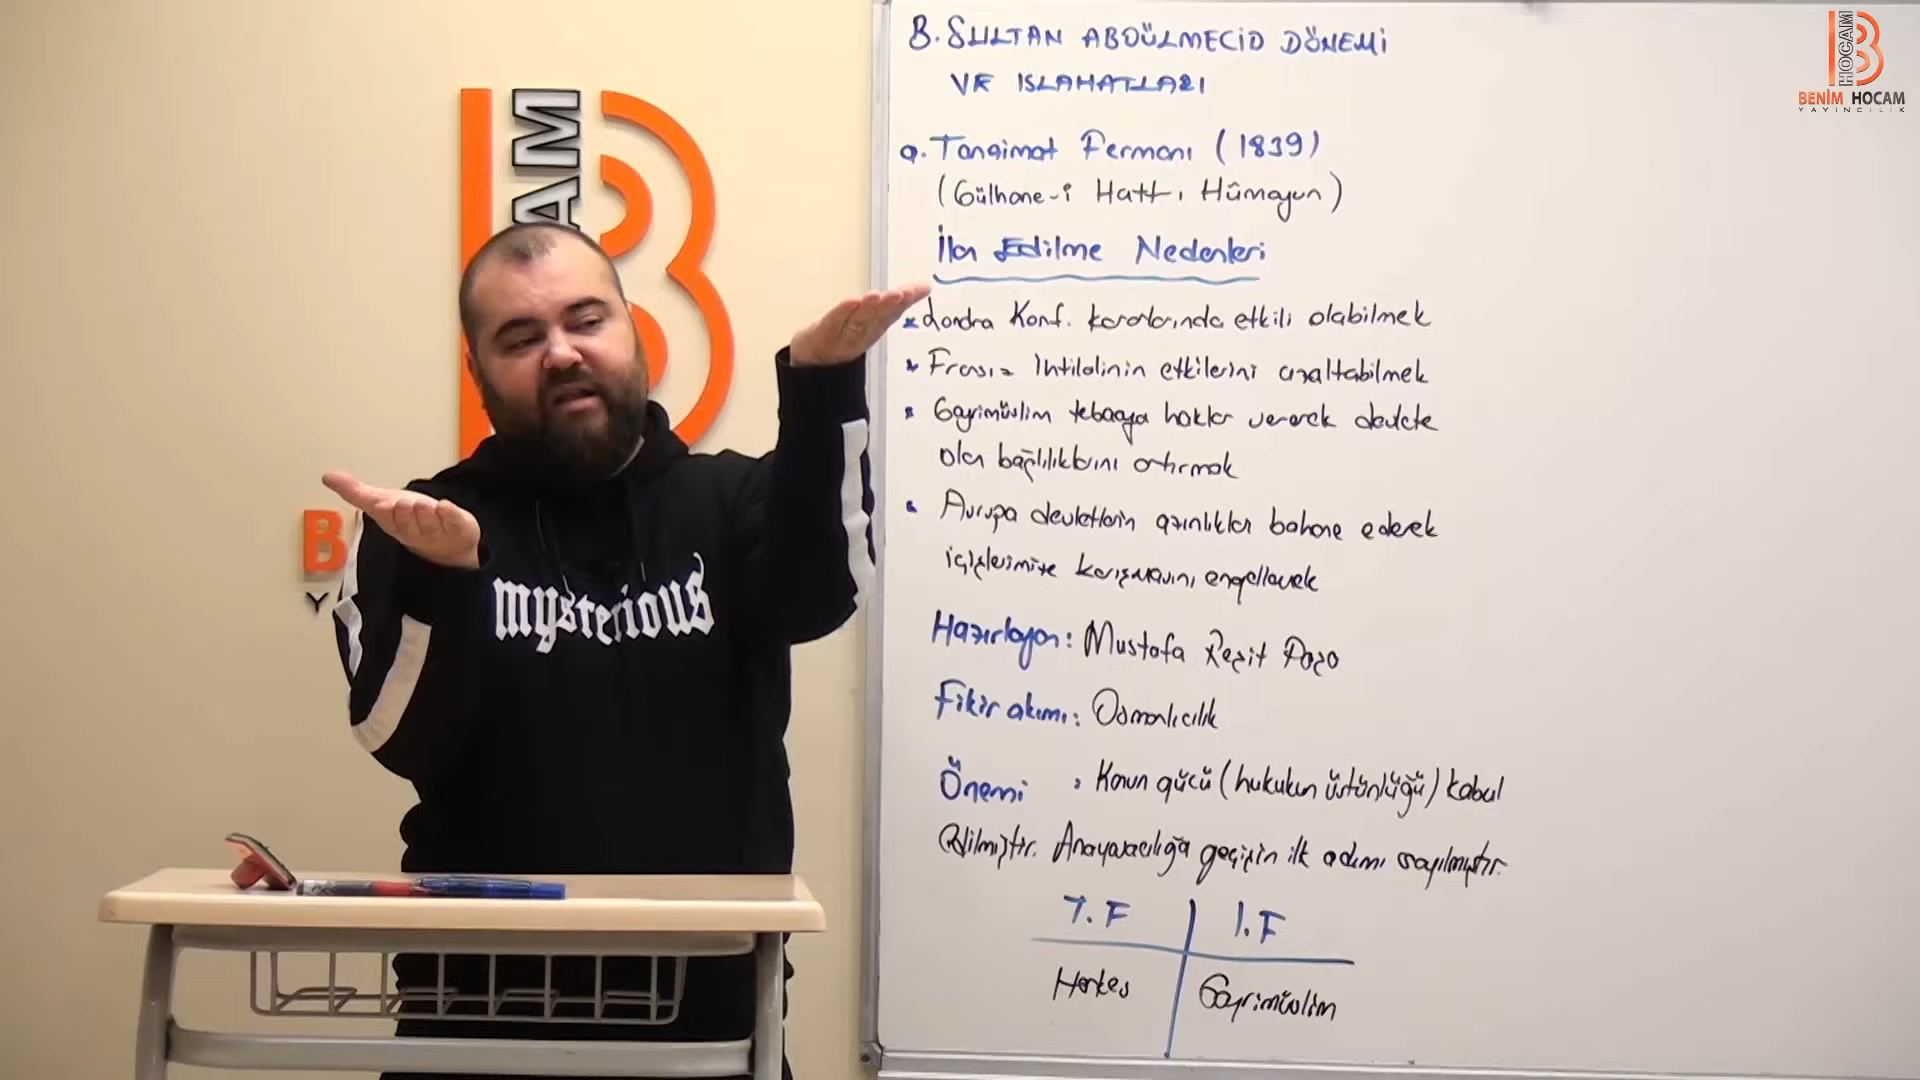 B. SULTAN ABDÜLMECİD DÖNEMİ
VE ISLAHATLARI
a. Tanzimat Fermanı (1839)
(Gülhane-i Hatt-ı Hümayun)
İlan Edilme Nedenleri
* Londra Konf. kararlarında etkili olabilmek
* Fransız İhtilalinin etkilerini azaltabilmek
* Gayrimüslim tebaaya haklar vererek devlete
olan bağlılıklarını artırmak
* Avrupa devletlerin azınlıkları bahane ederek
içişlerimize karışmasını engellemek
Hazırlayan: Mustafa Reşit Paşa
Fikir akımı: Osmanlıcılık
Önemi : Kanun gücü (hukukun üstünlüğü) kabul
edilmiştir. Anayasacılığa geçişin ilk adımı sayılmıştır.
T.F I.F
Herkes Gayrimüslim
AM
B
B
Y
mysterious
HOCAM
B
BENİM HOCAM
YAYINCILIK